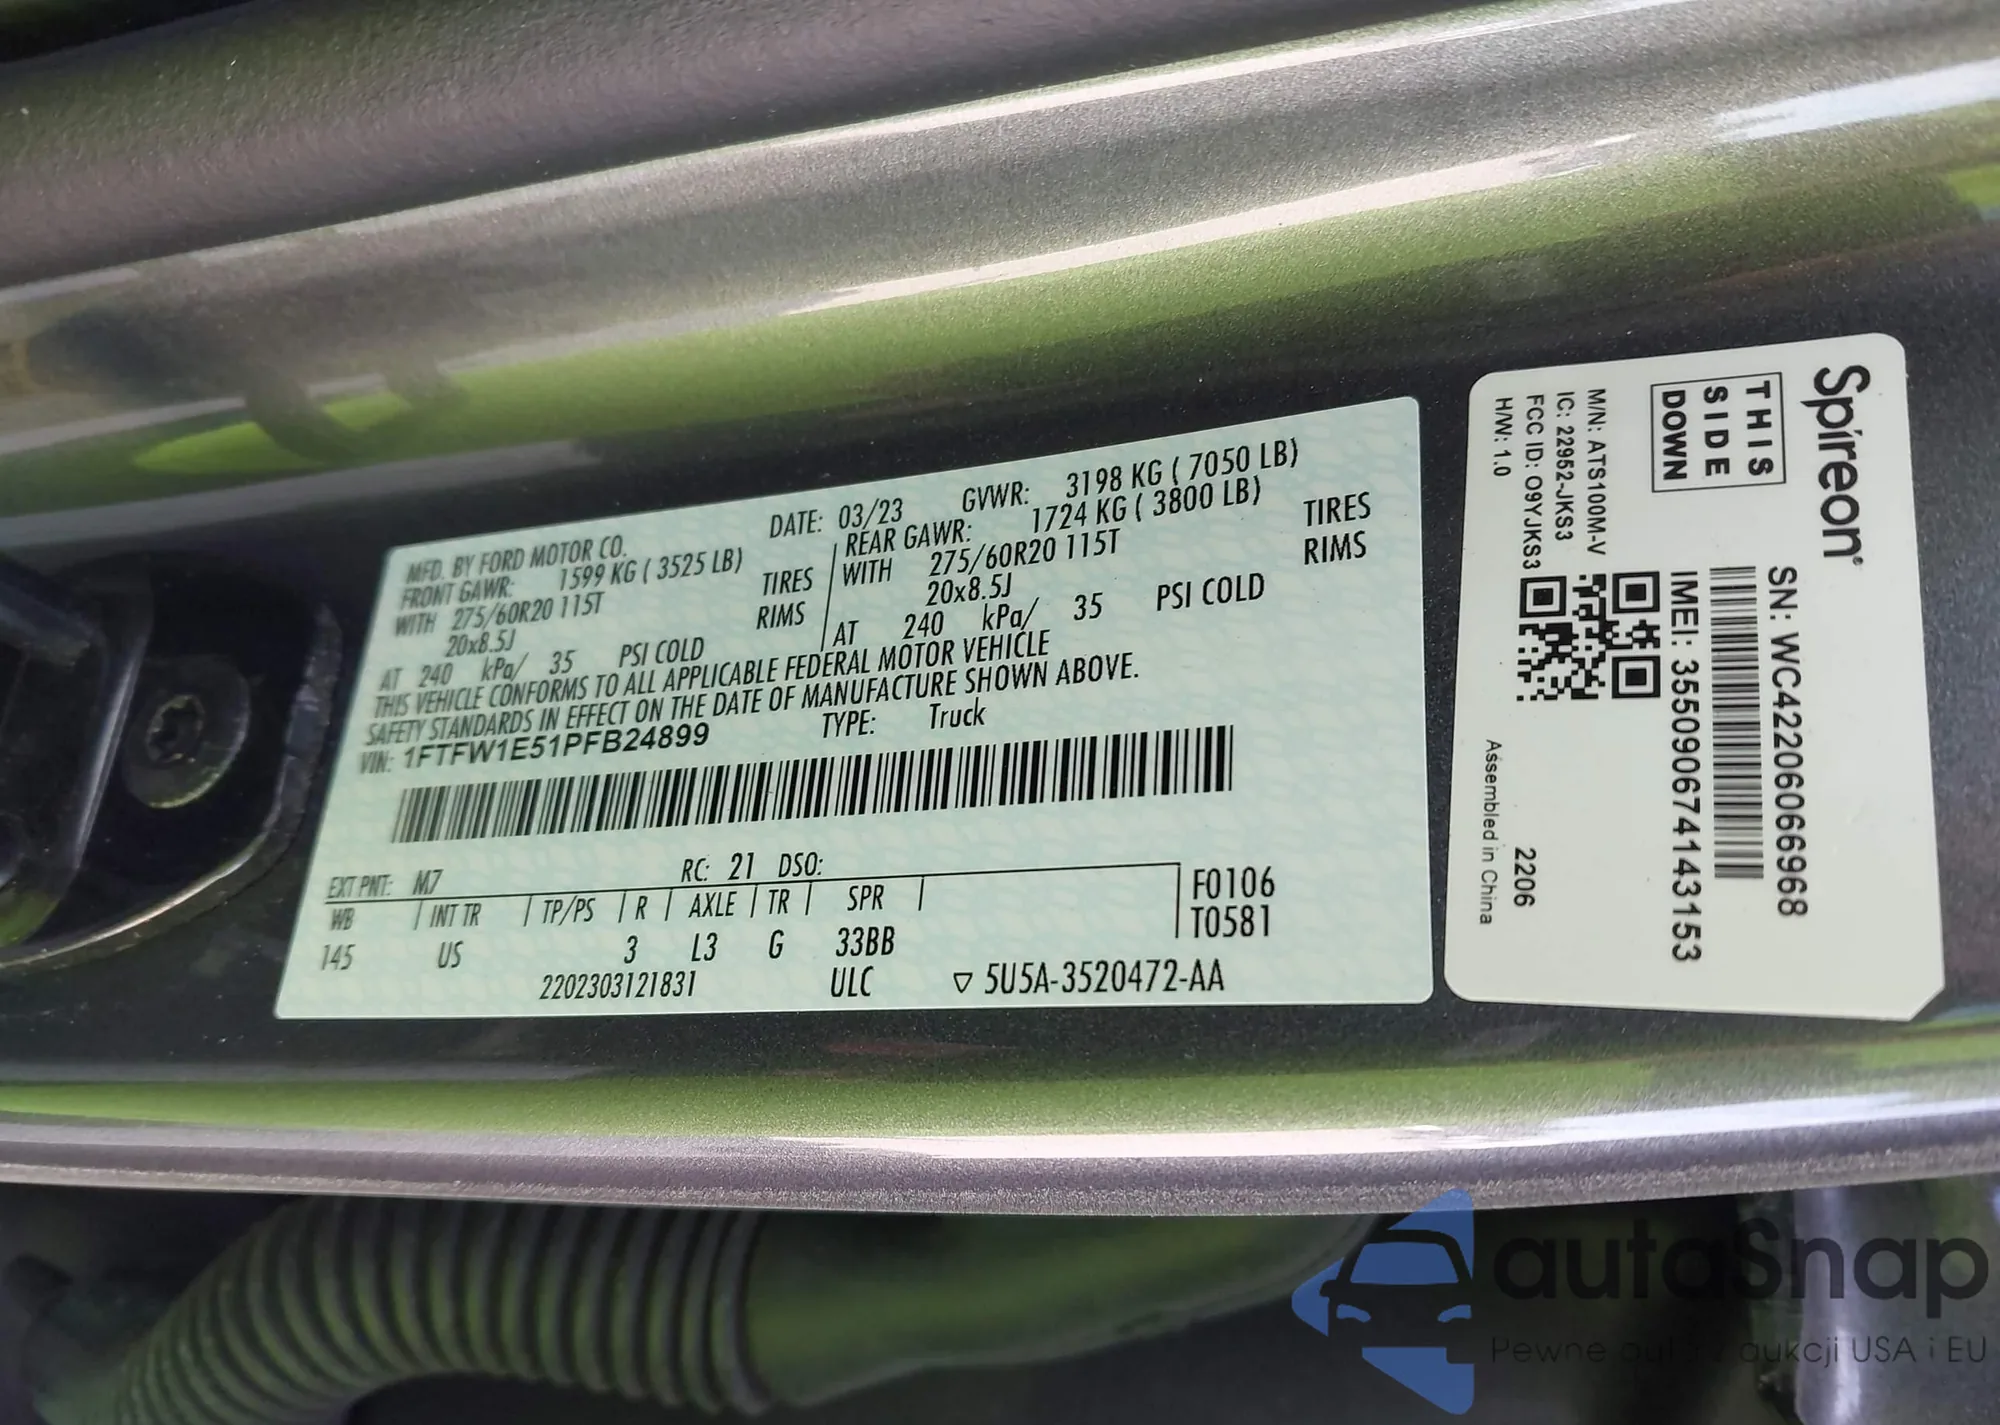 MFD. BY FORD MOTOR CO.
DATE: 03/23
GVWR: 3198 KG ( 7050 LB)
FRONT GAWR: 1599 KG ( 3525 LB)
WITH 275/60R20 115T TIRES
20x8.5J RIMS
AT 240 kPa/ 35 PSI COLD
REAR GAWR: 1724 KG ( 3800 LB)
WITH 275/60R20 115T TIRES
20x8.5J RIMS
AT 240 kPa/ 35 PSI COLD
THIS VEHICLE CONFORMS TO ALL APPLICABLE FEDERAL MOTOR VEHICLE
SAFETY STANDARDS IN EFFECT ON THE DATE OF MANUFACTURE SHOWN ABOVE.
VIN: 1FTFW1E51PFB24899 TYPE: Truck
EXT PNT: M7 RC: 21 DSO:
WB INT TR TP/PS R AXLE TR SPR F0106
T0581
145 US 3 L3 G 33BB
2202303121831 ULC ▽ 5U5A-3520472-AA
Spireon®
THIS
SIDE
DOWN
M/N: ATS100M-V
IC: 22952-JKS3
FCC ID: O9YJKS3
H/W: 1.0
SN: WC42206066968
IMEI: 355090674143153
2206
Assembled in China
autaSnap
Pewne aukcji USA i EU